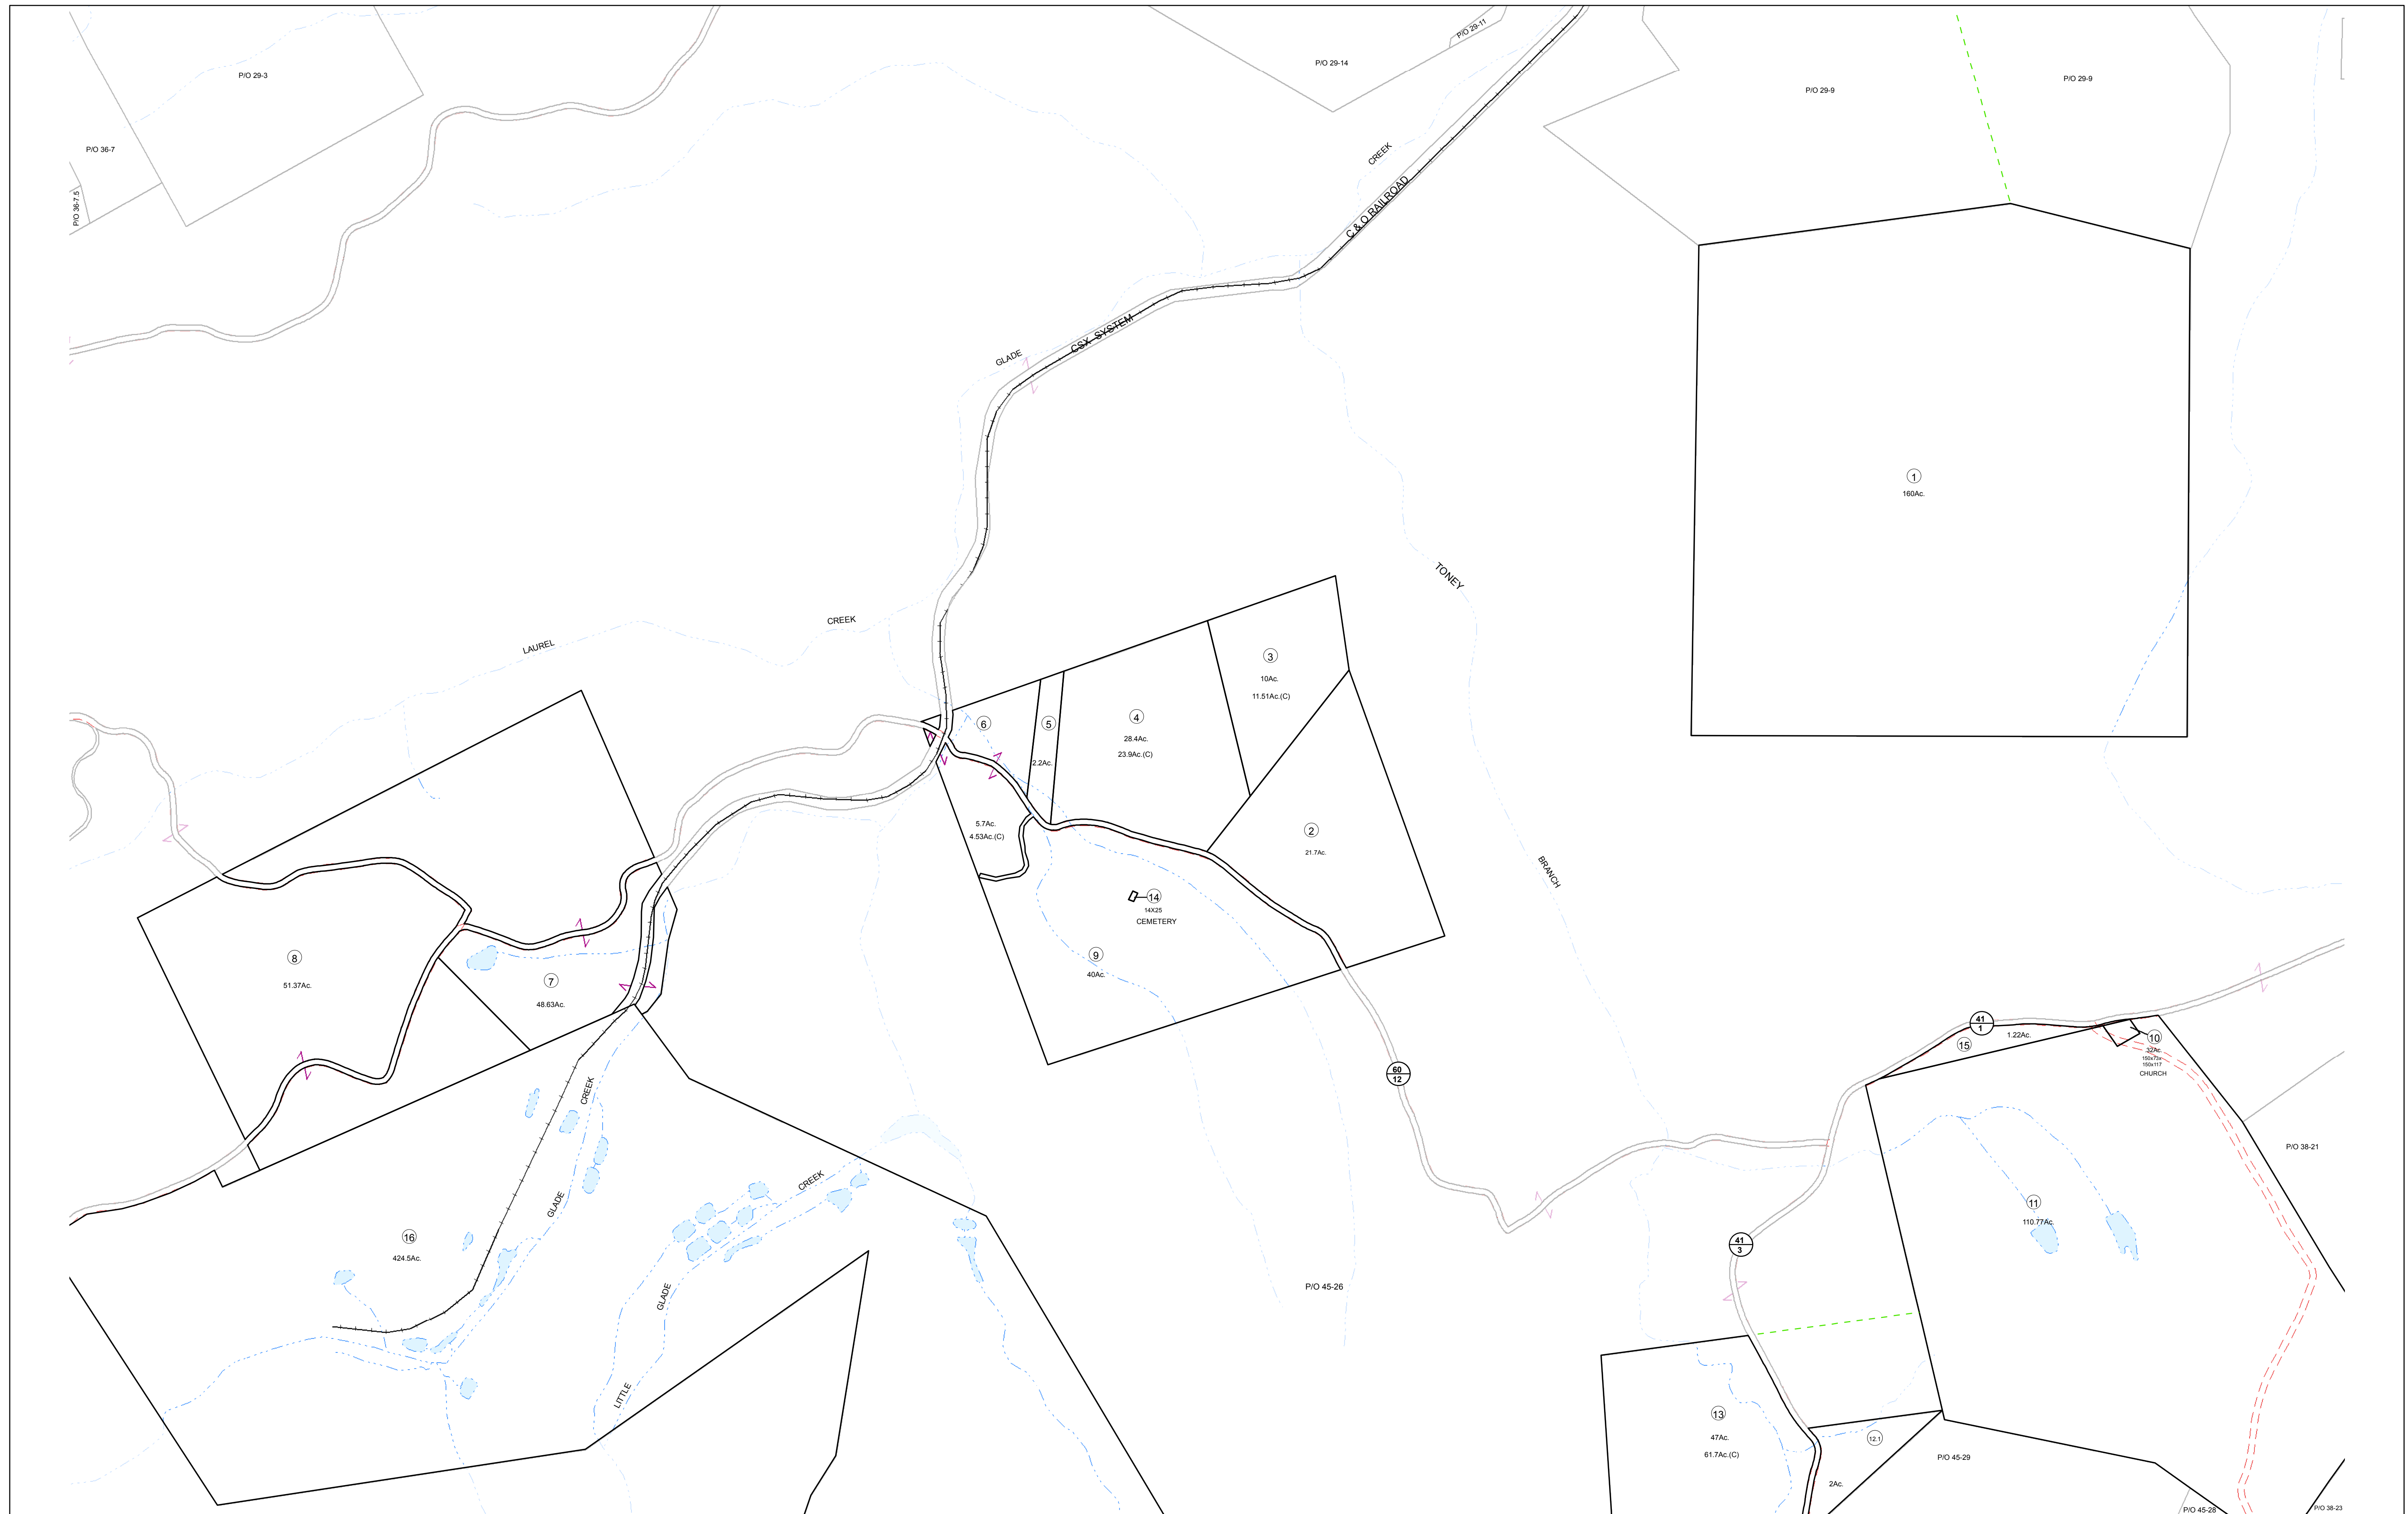 P/O 29-11
P/O 29-14
P/O 29-3
P/O 29-9
P/O 29-9
P/O 36-7
CREEK
P/O 36-7.5
C & O RAILROAD
CSX SYSTEM
GLADE
1
160Ac.
TONEY
CREEK
LAUREL
3
10Ac.
11.51Ac.(C)
6
5
4
28.4Ac.
23.9Ac.(C)
2.2Ac.
5.7Ac.
4.53Ac.(C)
2
21.7Ac.
BRANCH
14
14X25
CEMETERY
8
51.37Ac.
9
40Ac.
7
48.63Ac.
41
1
1.22Ac.
15
10
.32Ac.
150x117
CHURCH
60
12
CREEK
P/O 38-21
CREEK
GLADE
11
110.77Ac.
16
424.5Ac.
41
3
P/O 45-26
GLADE
LITTLE
13
47Ac.
61.7Ac.(C)
12.1
P/O 45-29
2Ac.
P/O 45-28
P/O 38-23